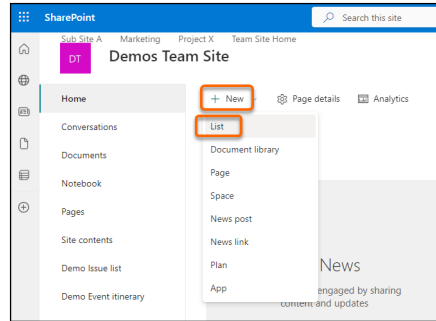 SharePoint
Search this site
Sub Site A Marketing Project X Team Site Home
DT Demos Team Site
Home
+ New Page details Analytics
List
Conversations
Document library
Documents
Page
Notebook
Space
Pages
News post
Site contents
News link
Demo Issue list
Plan
News
App
Demo Event itinerary
engaged by sharing
content and updates